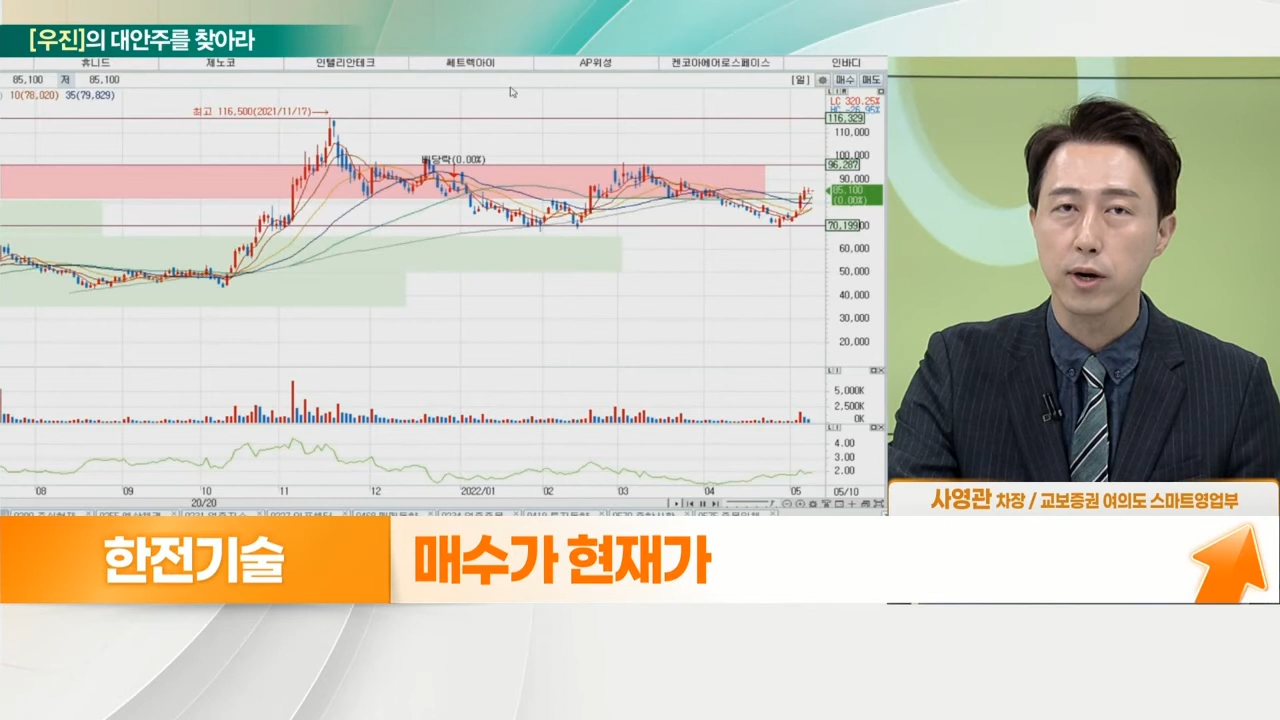 [우진]의 대안주를 찾아라
휴니드 제노코 인텔리안테크 쎄트렉아이 AP위성 켄코아에어로스페이스 인바디
85,100 저 85,100 [일] 매수 매도
10(78,020) 35(79,829)
LC 320.25%
HC -26.95%
최고 116,500(2021/11/17)
116,329
110,000
100,000
배당락(0.00%)
96,287
90,000
85,100
(0.00%)
70,199
60,000
50,000
40,000
30,000
20,000
5,000K
2,500K
0K
4.00
3.00
2.00
08 09 10 11 12 2022/01 02 03 04 05 05/10
20/20
사영관 차장 / 교보증권 여의도 스마트영업부
한전기술 매수가 현재가